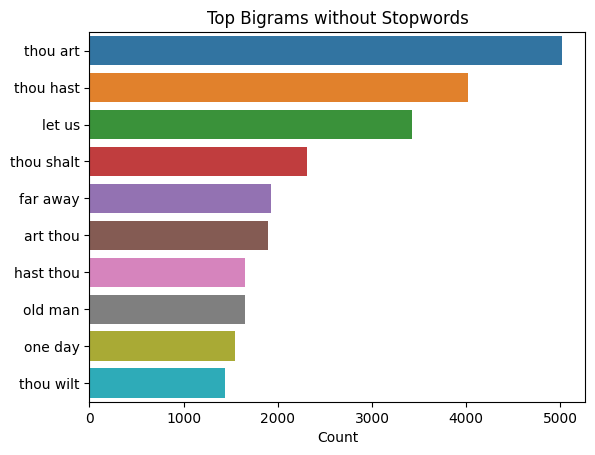 Top Bigrams without Stopwords
thou art
thou hast
let us
thou shalt
far away
art thou
hast thou
old man
one day
thou wilt
0 1000 2000 3000 4000 5000
Count